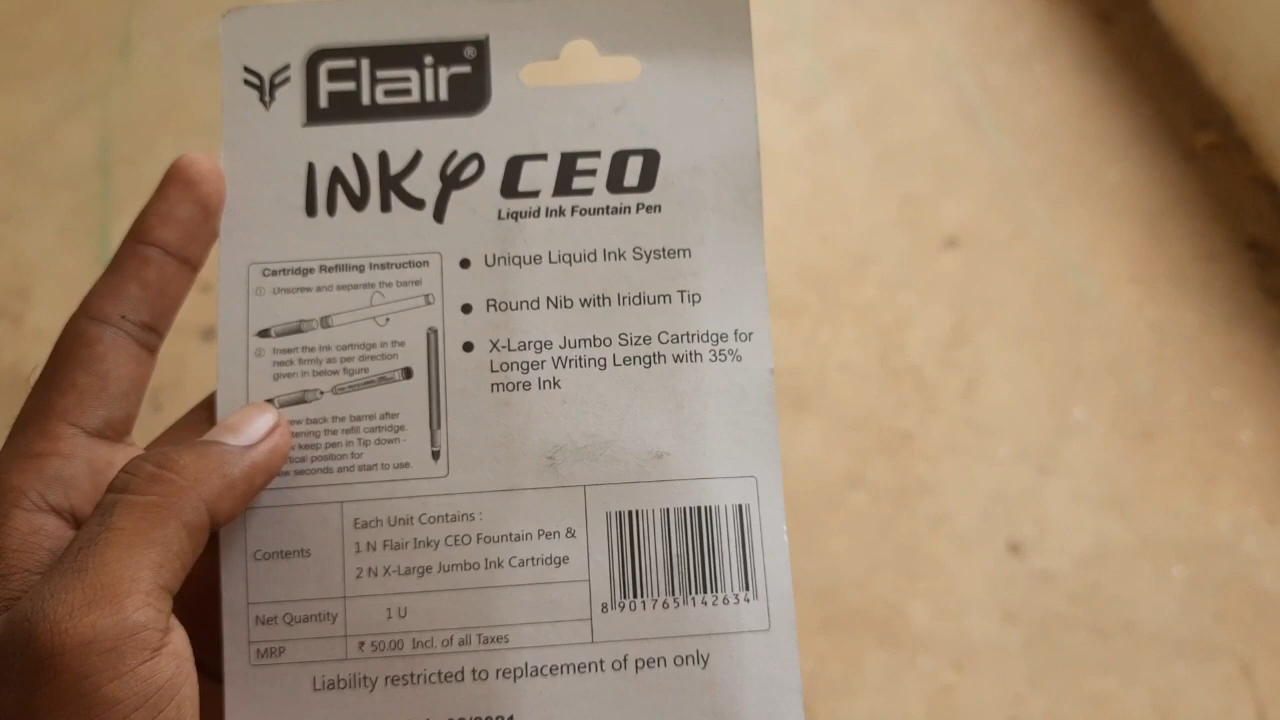 Flair®
INKY CEO
Liquid Ink Fountain Pen
Cartridge Refilling Instruction
① Unscrew and separate the barrel
② Insert the ink cartridge in the
neck firmly as per direction
given in below figure
back the barrel after
the refill cartridge.
keep pen in Tip down -
position for
seconds and start to use.
● Unique Liquid Ink System
● Round Nib with Iridium Tip
● X-Large Jumbo Size Cartridge for
Longer Writing Length with 35%
more Ink
Contents
Each Unit Contains :
1 N Flair Inky CEO Fountain Pen &
2 N X-Large Jumbo Ink Cartridge
Net Quantity
1 U
MRP
₹ 50.00 Incl. of all Taxes
8 901765 142634
Liability restricted to replacement of pen only